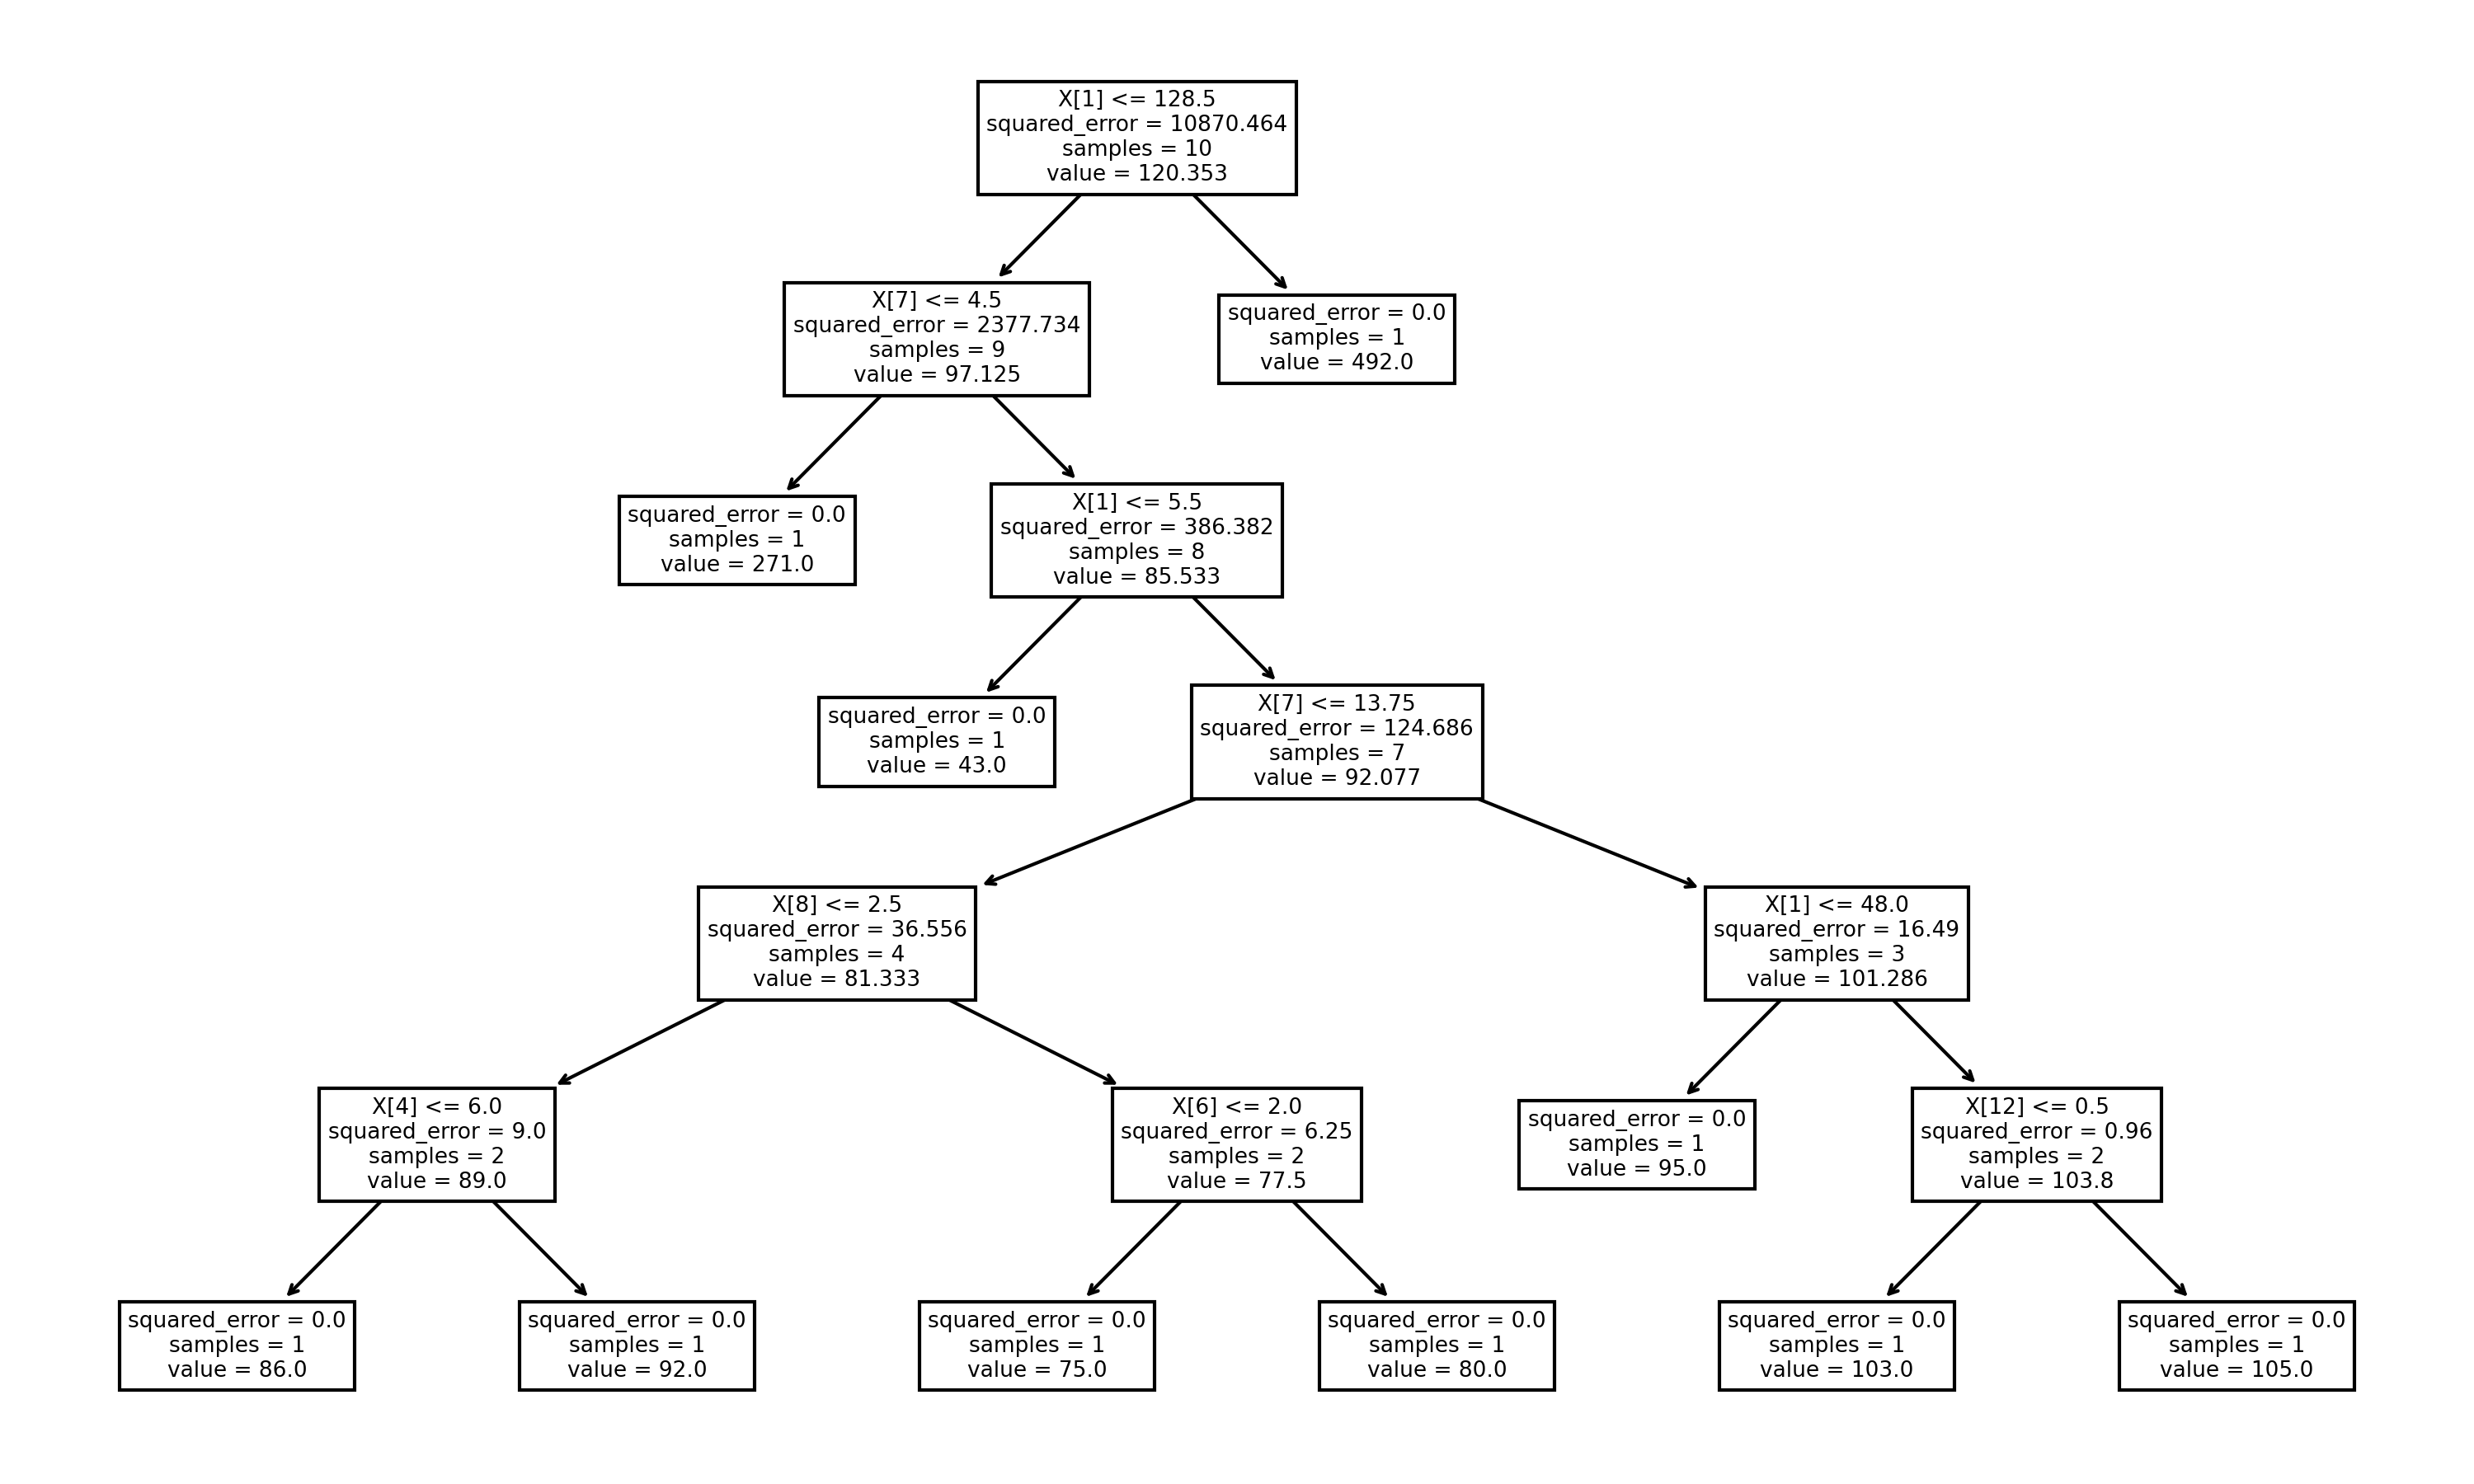 X[1] <= 128.5
squared_error = 10870.464
samples = 10
value = 120.353
X[7] <= 4.5
squared_error = 2377.734
samples = 9
value = 97.125
squared_error = 0.0
samples = 1
value = 492.0
squared_error = 0.0
samples = 1
value = 271.0
X[1] <= 5.5
squared_error = 386.382
samples = 8
value = 85.533
squared_error = 0.0
samples = 1
value = 43.0
X[7] <= 13.75
squared_error = 124.686
samples = 7
value = 92.077
X[8] <= 2.5
squared_error = 36.556
samples = 4
value = 81.333
X[1] <= 48.0
squared_error = 16.49
samples = 3
value = 101.286
X[4] <= 6.0
squared_error = 9.0
samples = 2
value = 89.0
X[6] <= 2.0
squared_error = 6.25
samples = 2
value = 77.5
squared_error = 0.0
samples = 1
value = 95.0
X[12] <= 0.5
squared_error = 0.96
samples = 2
value = 103.8
squared_error = 0.0
samples = 1
value = 86.0
squared_error = 0.0
samples = 1
value = 92.0
squared_error = 0.0
samples = 1
value = 75.0
squared_error = 0.0
samples = 1
value = 80.0
squared_error = 0.0
samples = 1
value = 103.0
squared_error = 0.0
samples = 1
value = 105.0